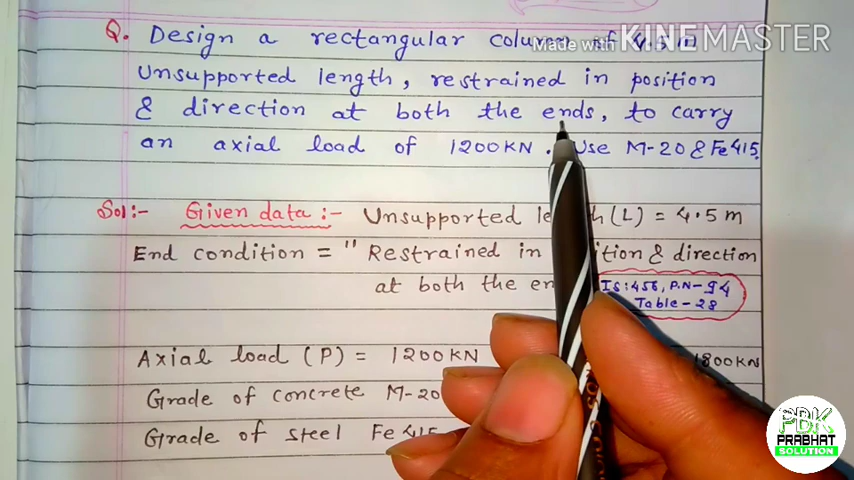 Made with KINEMASTER
Q. Design a rectangular column of 4.5m
Unsupported length, restrained in position
& direction at both the ends, to carry
an axial load of 1200KN. Use M-20 & Fe415.
Sol:- Given data:- Unsupported (L) = 4.5m
End condition = " Restrained in & direction
at both the
IS:456, P.N-94
Table-28
Axial load (P) = 1200KN 1800KN
Grade of concrete M-20
Grade of steel Fe415
PBK
PRABHAT
SOLUTION